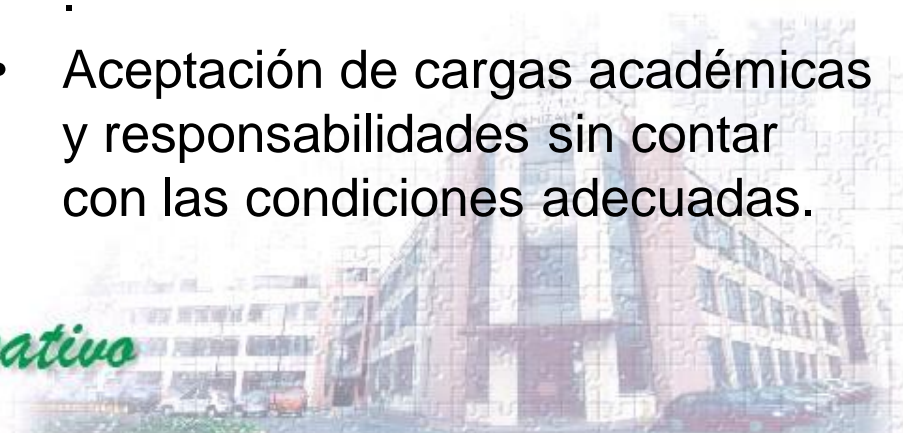 .
• Aceptación de cargas académicas
y responsabilidades sin contar
con las condiciones adecuadas.
ativo